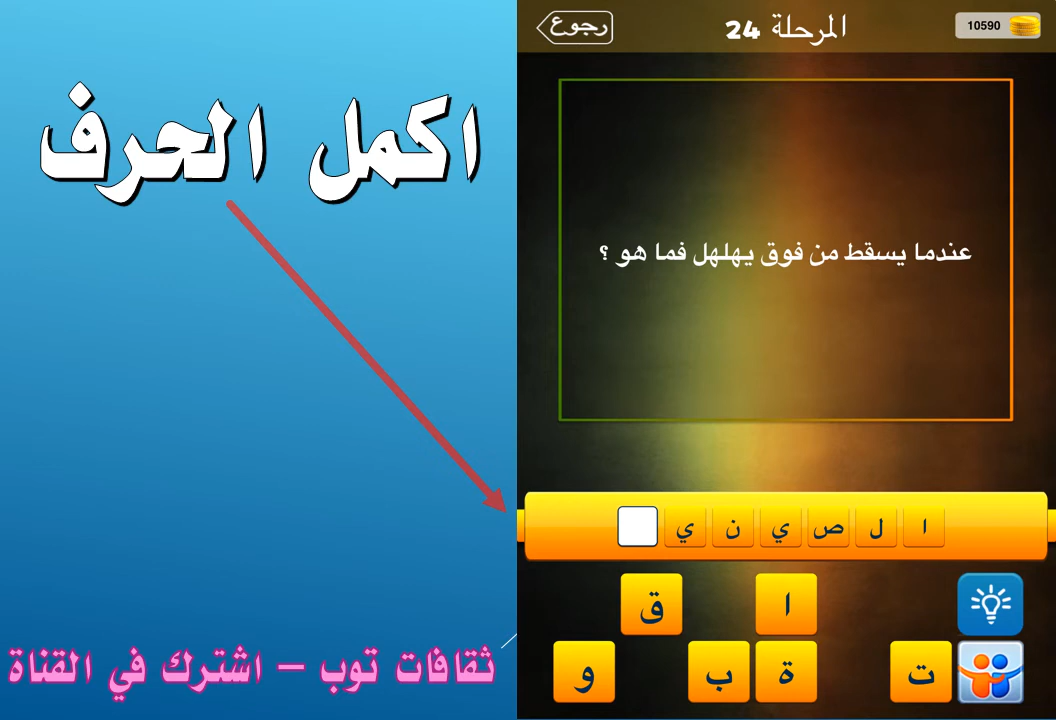 اكمل الحرف
ثقافات توب – اشترك في القناة
رجوع
المرحلة 24
10590
عندما يسقط من فوق يهلهل فما هو ؟
ا ل ص ي ن ي
ا ق
ت ة ب و